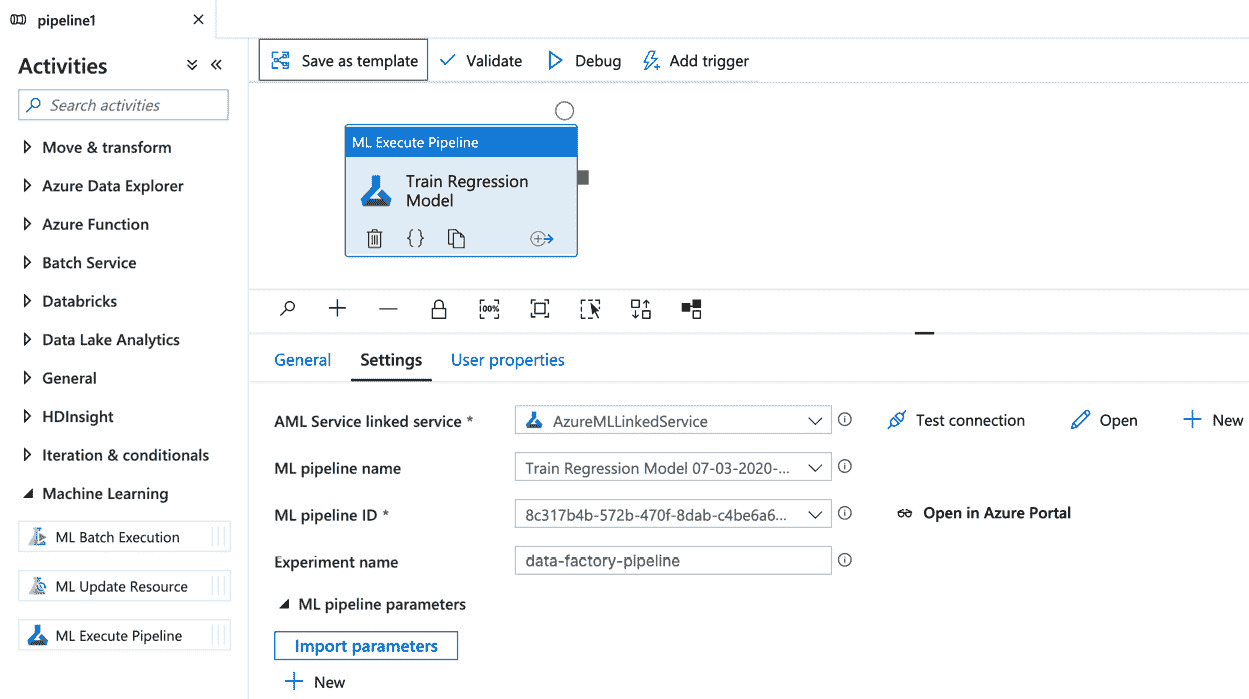 pipeline1
Activities
Search activities
Move & transform
Azure Data Explorer
Azure Function
Batch Service
Databricks
Data Lake Analytics
General
HDInsight
Iteration & conditionals
Machine Learning
ML Batch Execution
ML Update Resource
ML Execute Pipeline
Save as template Validate Debug Add trigger
ML Execute Pipeline
Train Regression
Model
{}
00%
General Settings User properties
AML Service linked service * AzureMLLinkedService Test connection Open New
ML pipeline name Train Regression Model 07-03-2020-...
ML pipeline ID * 8c317b4b-572b-470f-8dab-c4be6a6... Open in Azure Portal
Experiment name data-factory-pipeline
ML pipeline parameters
Import parameters
New